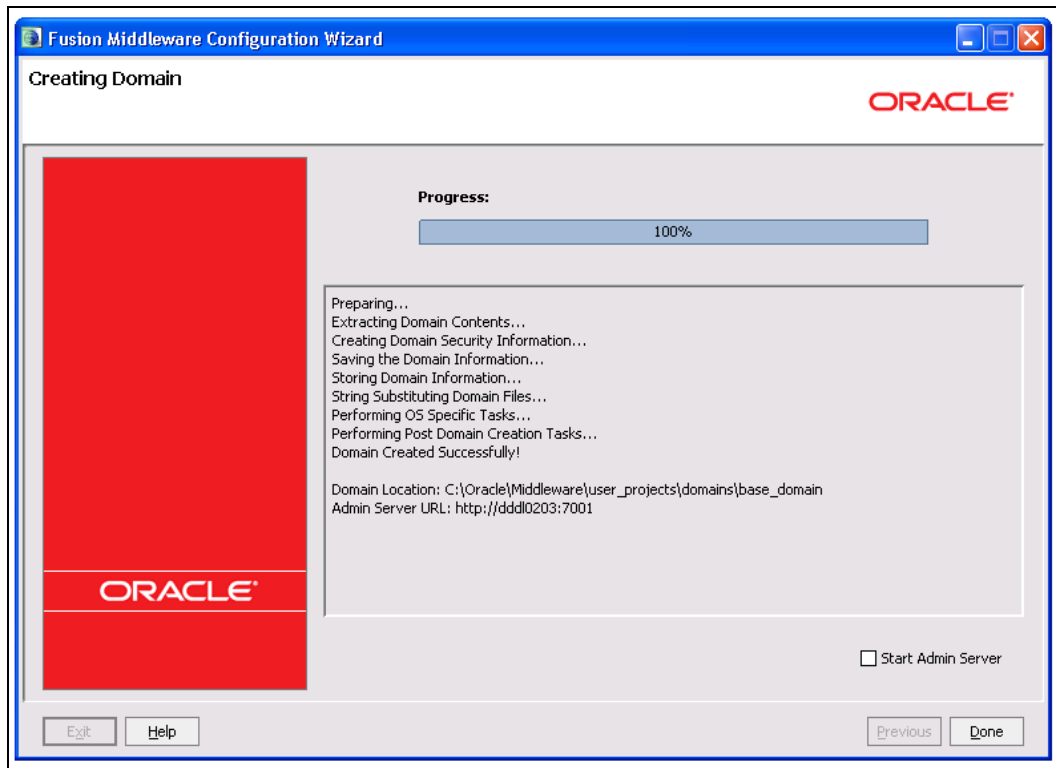 Fusion Middleware Configuration Wizard
Creating Domain
ORACLE
Progress:
100%
Preparing...
Extracting Domain Contents...
Creating Domain Security Information...
Saving the Domain Information...
Storing Domain Information...
String Substituting Domain Files...
Performing OS Specific Tasks...
Performing Post Domain Creation Tasks...
Domain Created Successfully!
Domain Location: C:\Oracle\Middleware\user_projects\domains\base_domain
Admin Server URL: http://dddl0203:7001
ORACLE
Start Admin Server
Exit
Help
Previous
Done